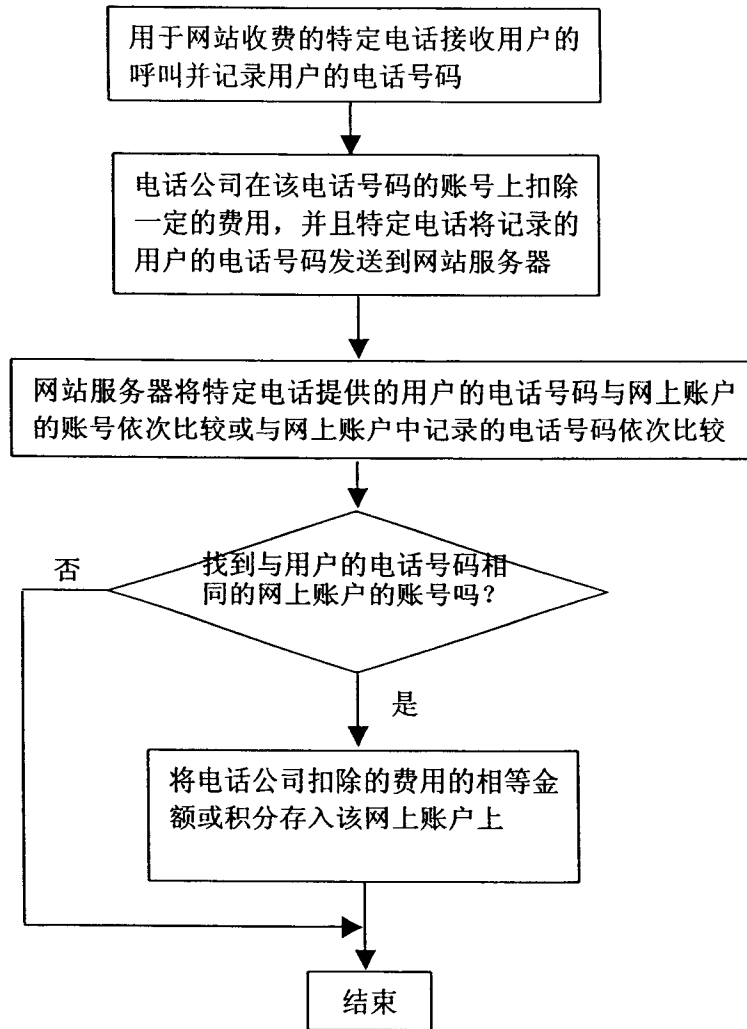 用于网站收费的特定电话接收用户的
呼叫并记录用户的电话号码
电话公司在该电话号码的账号上扣除
一定的费用，并且特定电话将记录的
用户的电话号码发送到网站服务器
网站服务器将特定电话提供的用户的电话号码与网上账户
的账号依次比较或与网上账户中记录的电话号码依次比较
否
找到与用户的电话号码相
同的网上账户的账号吗？
是
将电话公司扣除的费用的相等金
额或积分存入该网上账户上
结束